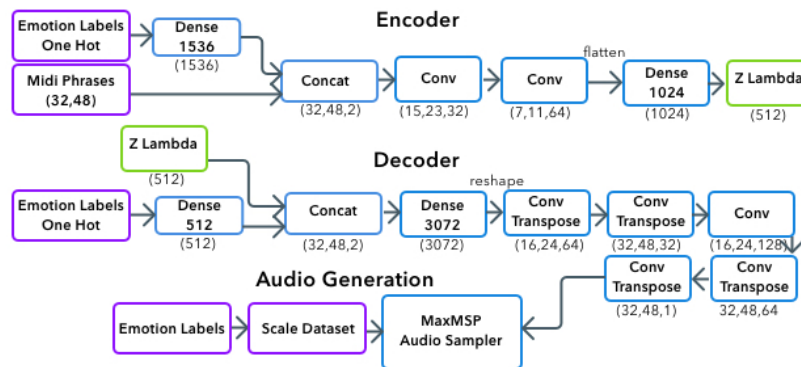 Encoder
Emotion Labels
One Hot
Dense
1536
(1536)
Midi Phrases
(32,48)
Concat
(32,48,2)
Conv
(15,23,32)
Conv
(7,11,64)
flatten
Dense
1024
(1024)
Z Lambda
(512)
Decoder
Z Lambda
(512)
Emotion Labels
One Hot
Dense
512
(512)
Concat
(32,48,2)
Dense
3072
(3072)
reshape
Conv
Transpose
(16,24,64)
Conv
Transpose
(32,48,32)
Conv
(16,24,128)
Conv
Transpose
32,48,64
Conv
Transpose
(32,48,1)
Audio Generation
Emotion Labels
Scale Dataset
MaxMSP
Audio Sampler